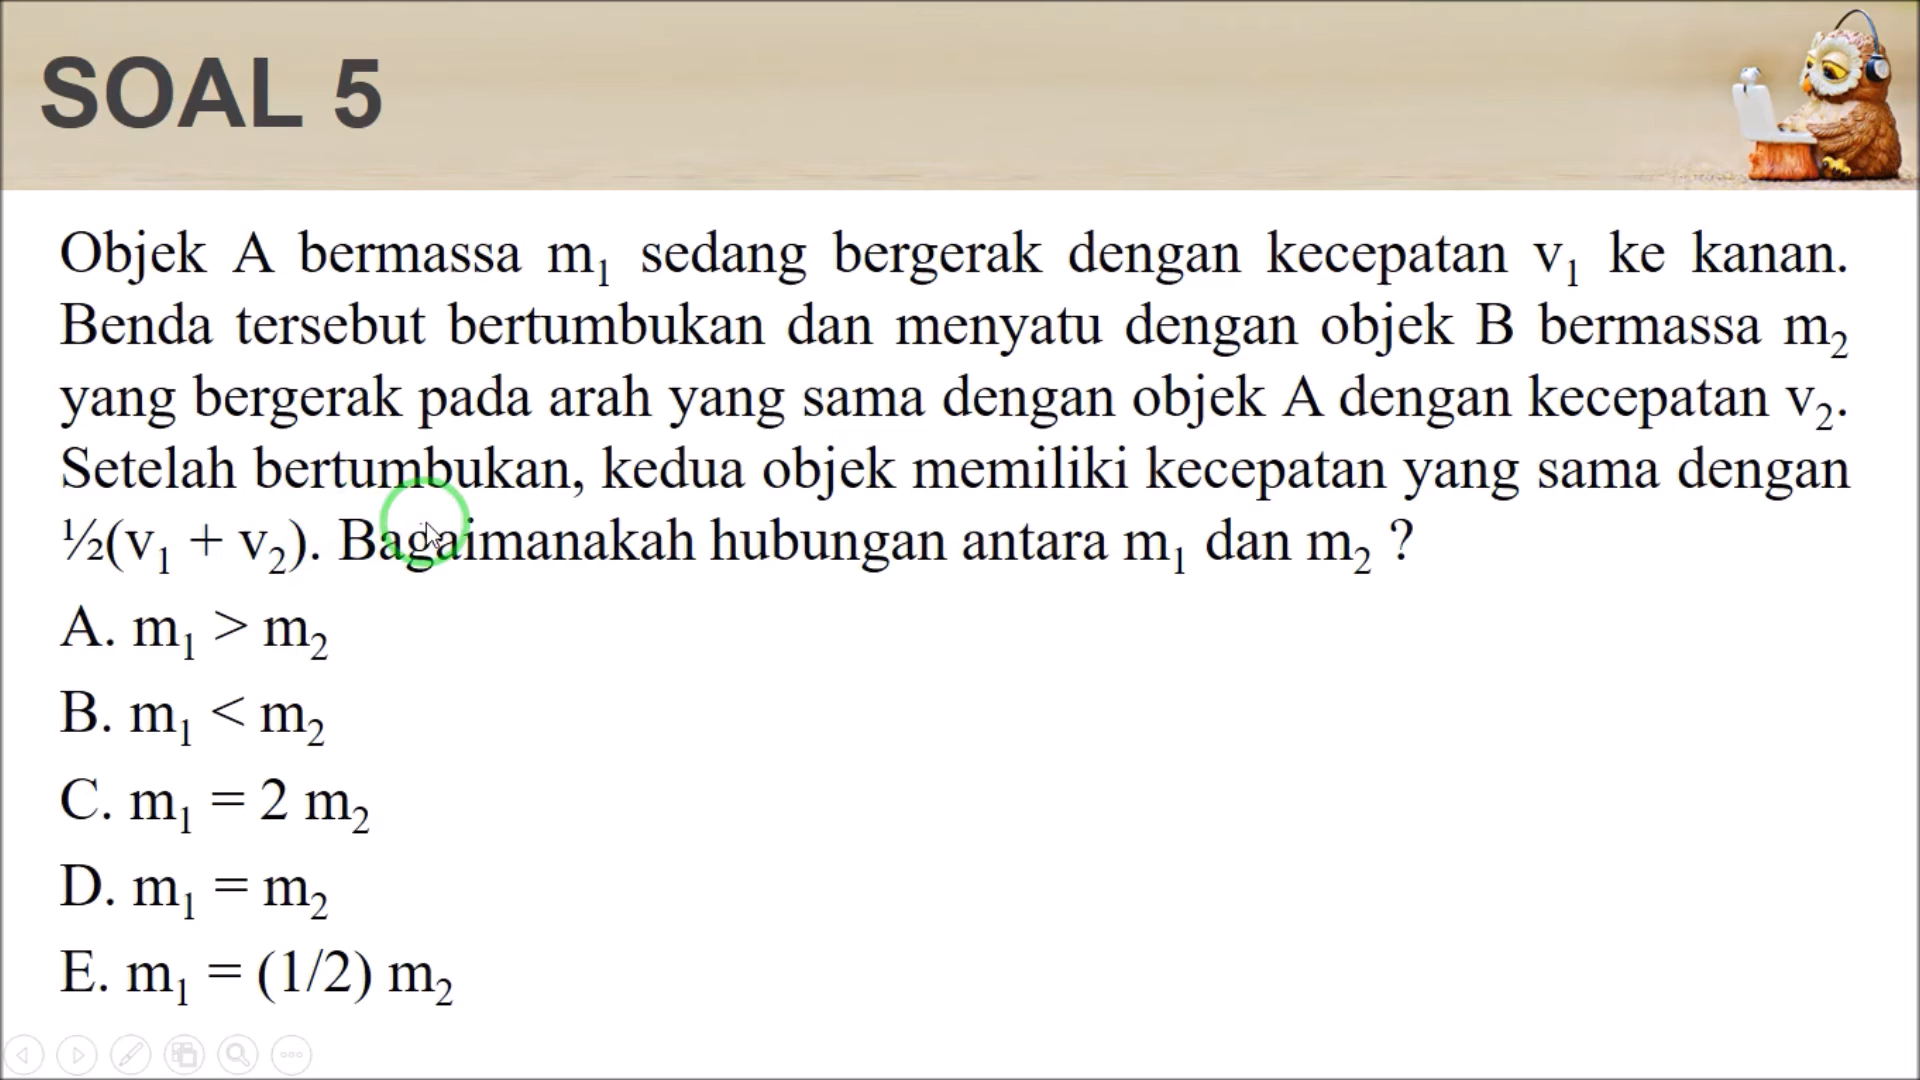 SOAL 5
Objek A bermassa m₁ sedang bergerak dengan kecepatan v₁ ke kanan.
Benda tersebut bertumbukan dan menyatu dengan objek B bermassa m₂
yang bergerak pada arah yang sama dengan objek A dengan kecepatan v₂.
Setelah bertumbukan, kedua objek memiliki kecepatan yang sama dengan
½(v₁ + v₂). Bagaimanakah hubungan antara m₁ dan m₂ ?
A. m₁ > m₂
B. m₁ < m₂
C. m₁ = 2 m₂
D. m₁ = m₂
E. m₁ = (1/2) m₂